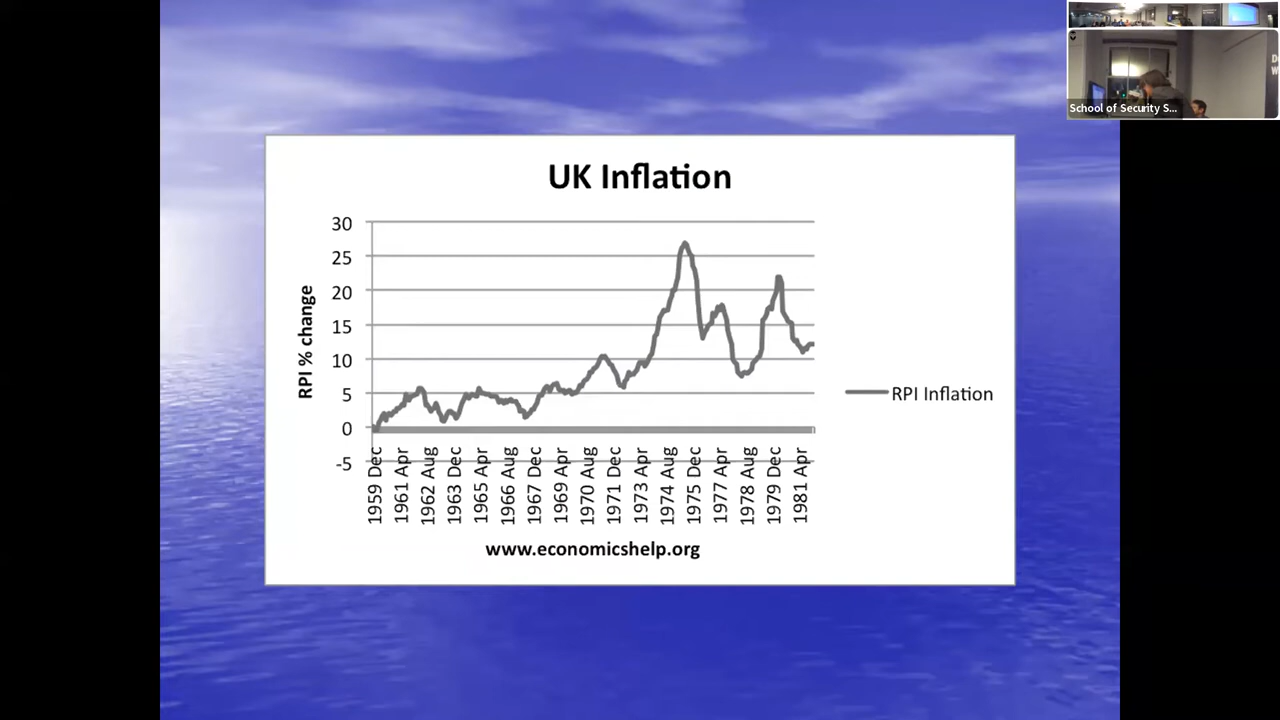 School of Security S...
UK Inflation
30
25
20
15
10
5
0
-5
RPI % change
1959 Dec
1961 Apr
1962 Aug
1963 Dec
1965 Apr
1966 Aug
1967 Dec
1969 Apr
1970 Aug
1971 Dec
1973 Apr
1974 Aug
1975 Dec
1977 Apr
1978 Aug
1979 Dec
1981 Apr
RPI Inflation
www.economicshelp.org